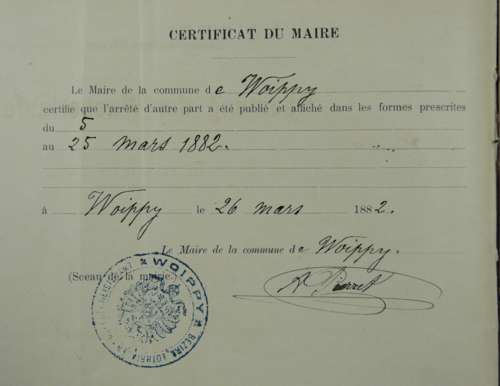 CERTIFICAT DU MAIRE
Le Maire de la commune de Woippy
certifie que l'arrêté d'autre part a été publié et affiché dans les formes prescrites
du 5
au 25 mars 1882.
à Woippy le 26 mars 1882.
Le Maire de la commune de Woippy.
(Sceau de la mairie.)
WOIPPY
BEZIRK LOTHR